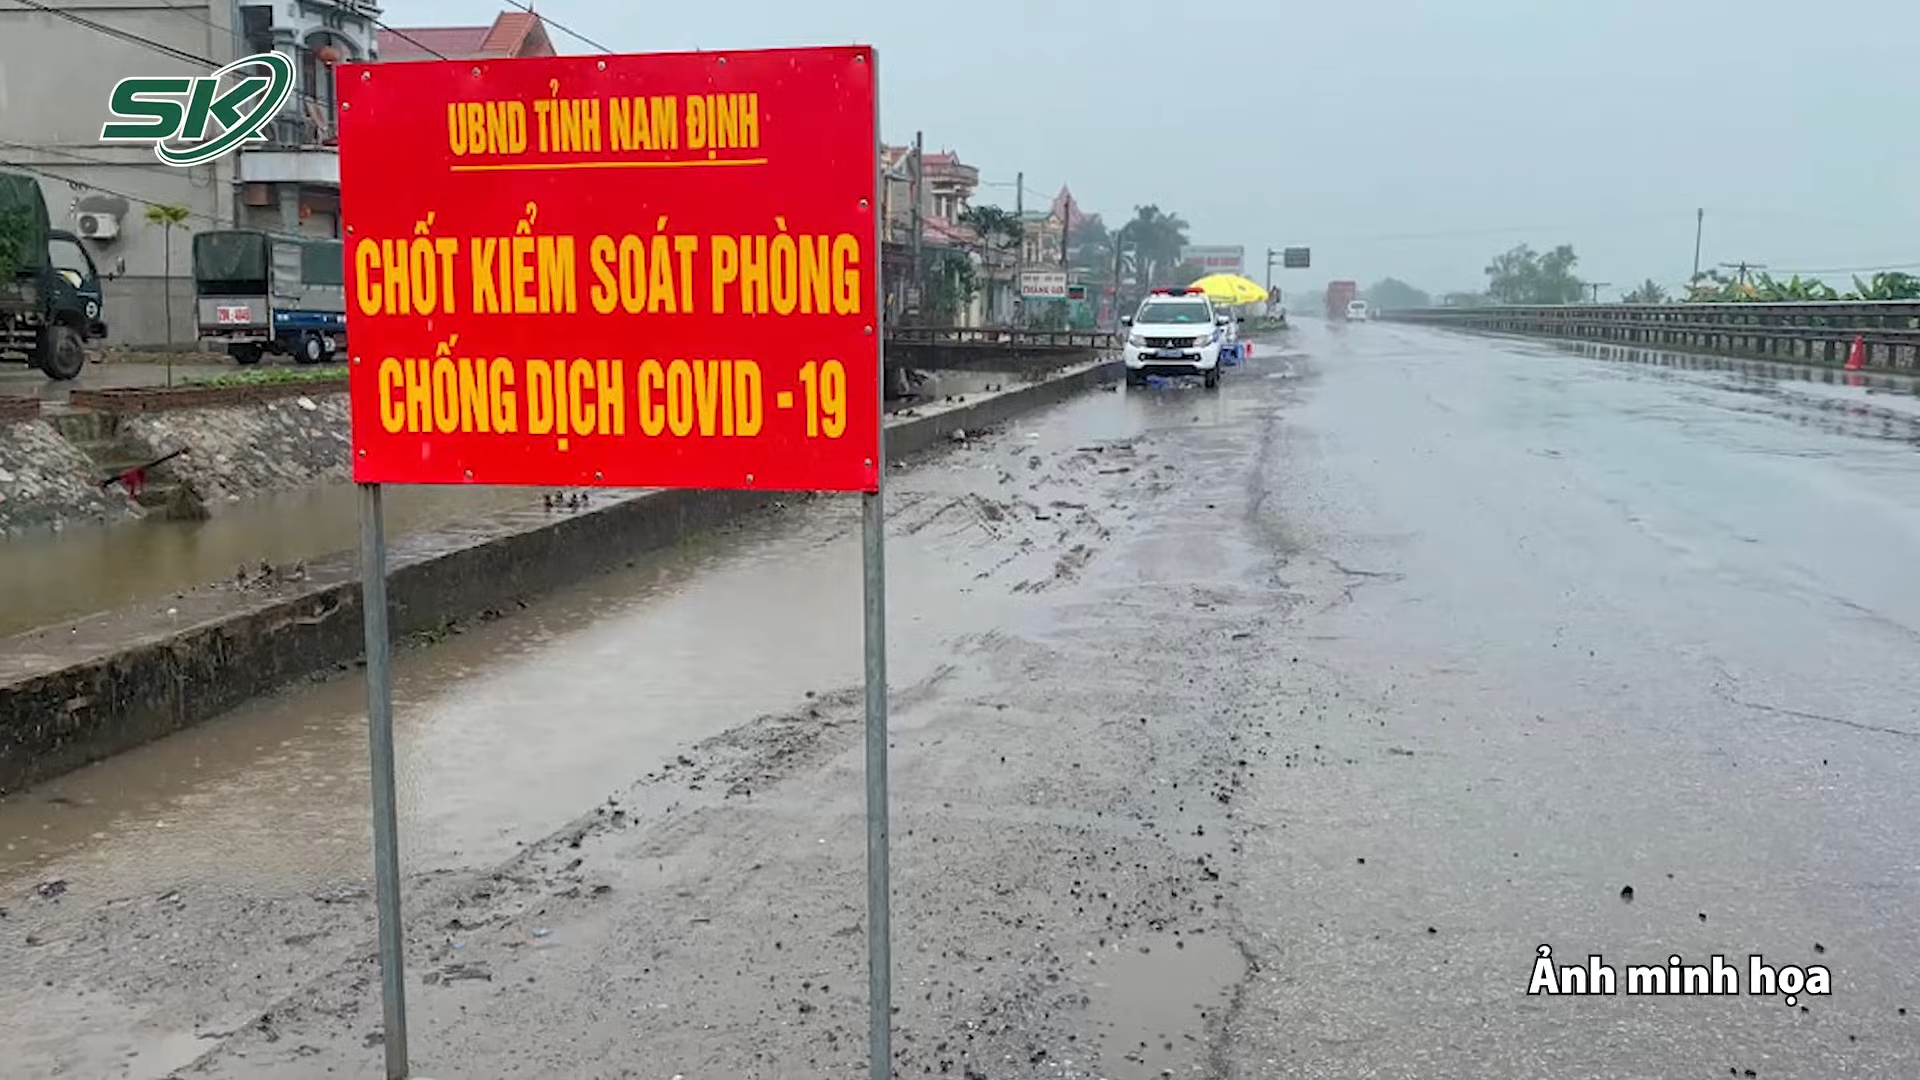 SK
UBND TỈNH NAM ĐỊNH
CHỐT KIỂM SOÁT PHÒNG
CHỐNG DỊCH COVID - 19
Ảnh minh họa